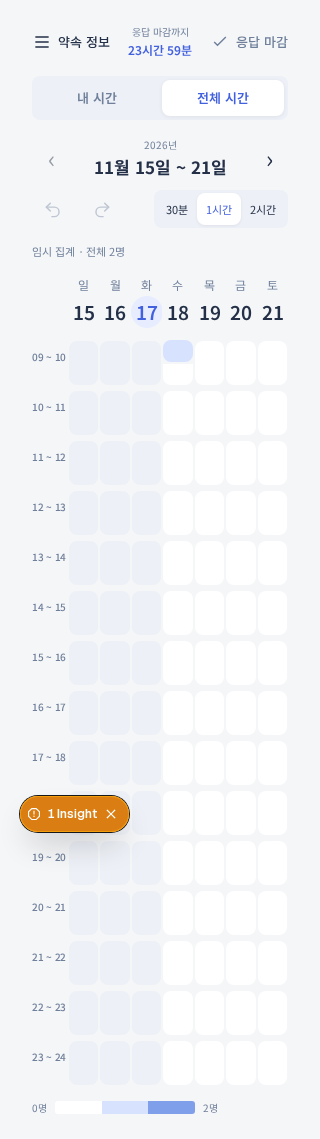 약속 정보
응답 마감까지
23시간 59분
응답 마감
내 시간
전체 시간
2026년
11월 15일 ~ 21일
30분
1시간
2시간
임시 집계 · 전체 2명
일 월 화 수 목 금 토
15 16 17 18 19 20 21
09 ~ 10
10 ~ 11
11 ~ 12
12 ~ 13
13 ~ 14
14 ~ 15
15 ~ 16
16 ~ 17
17 ~ 18
1 Insight
19 ~ 20
20 ~ 21
21 ~ 22
22 ~ 23
23 ~ 24
0명
2명